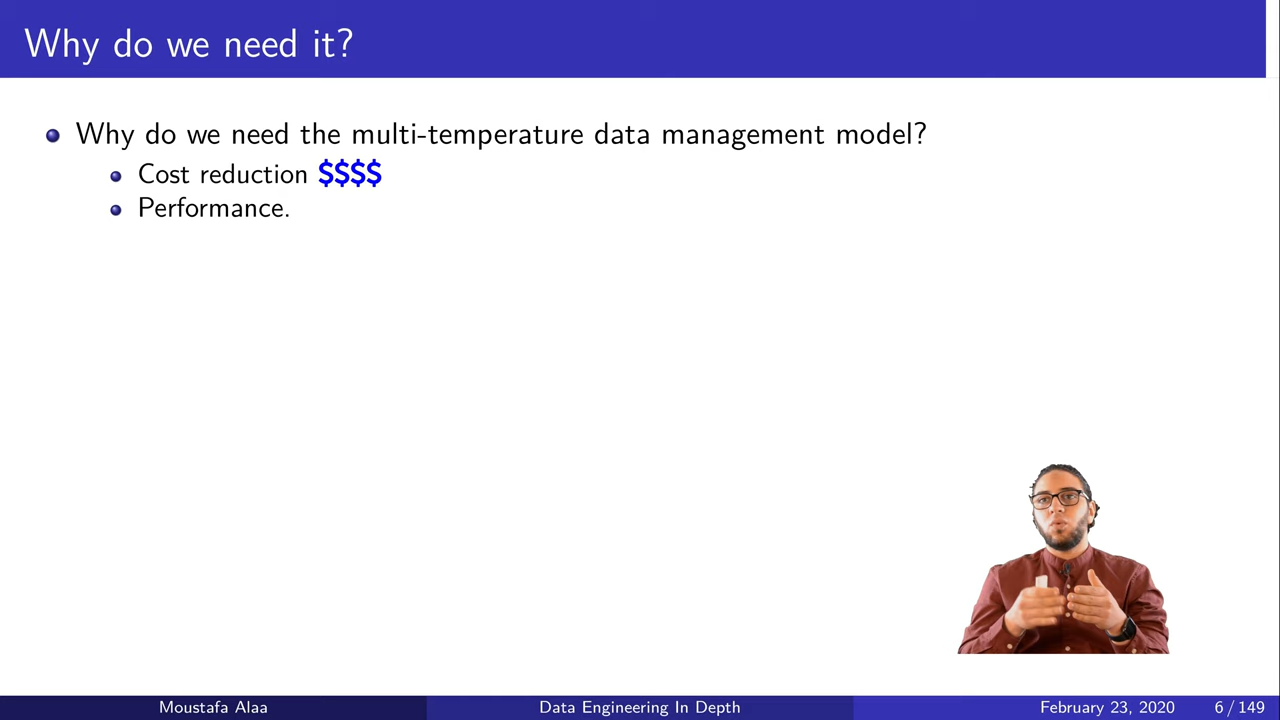 Why do we need it?
Why do we need the multi-temperature data management model?
Cost reduction $$$$
Performance.
Moustafa Alaa
Data Engineering In Depth
February 23, 2020
6 / 149